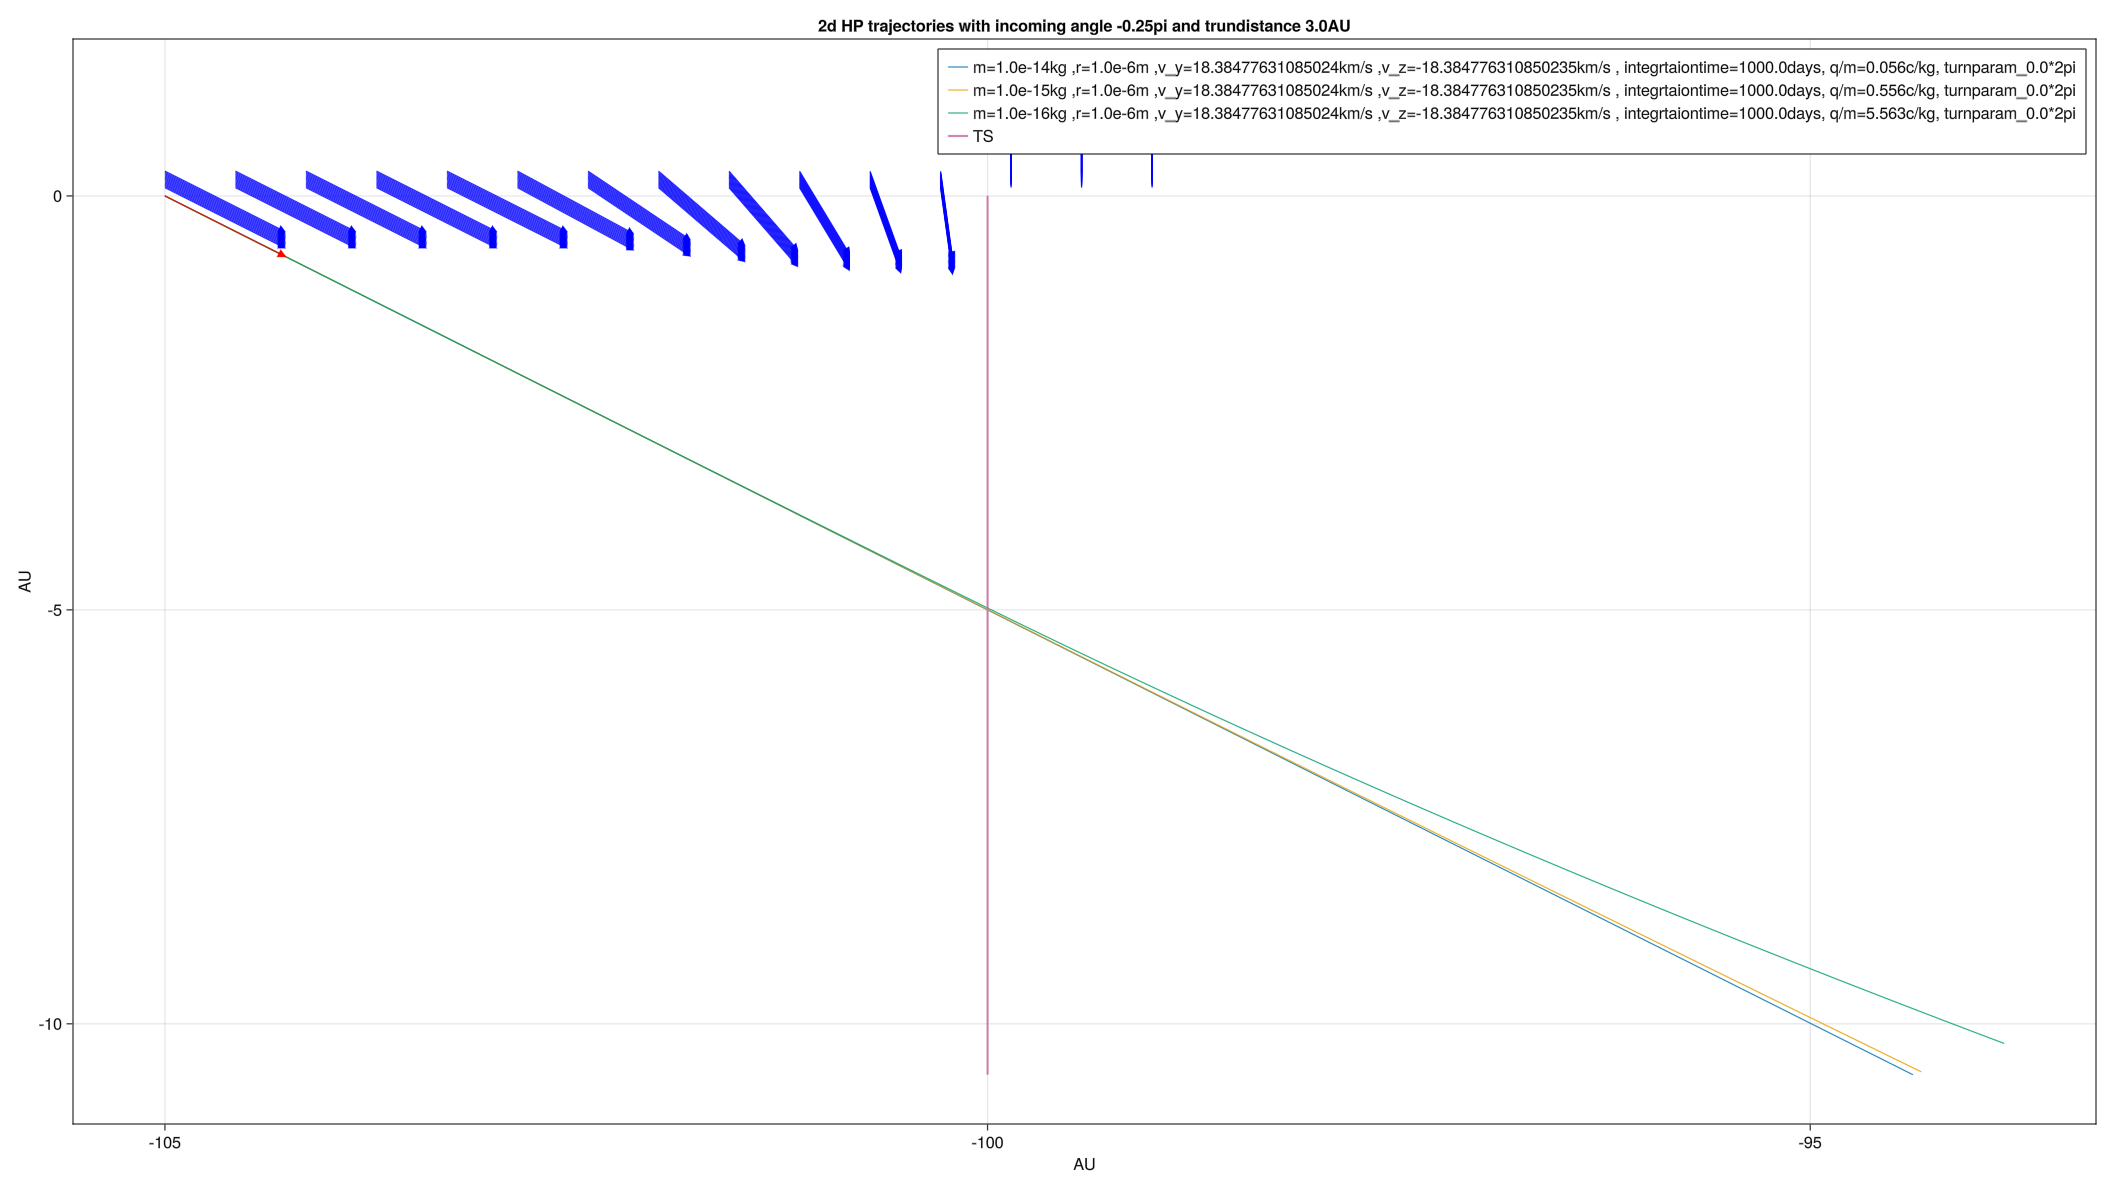 2d HP trajectories with incoming angle -0.25pi and trundistance 3.0AU
m=1.0e-14kg ,r=1.0e-6m ,v_y=18.38477631085024km/s ,v_z=-18.384776310850235km/s , integrtaiontime=1000.0days, q/m=0.056c/kg, turnparam_0.0*2pi
m=1.0e-15kg ,r=1.0e-6m ,v_y=18.38477631085024km/s ,v_z=-18.384776310850235km/s , integrtaiontime=1000.0days, q/m=0.556c/kg, turnparam_0.0*2pi
m=1.0e-16kg ,r=1.0e-6m ,v_y=18.38477631085024km/s ,v_z=-18.384776310850235km/s , integrtaiontime=1000.0days, q/m=5.563c/kg, turnparam_0.0*2pi
TS
0
-5
-10
AU
-105
-100
-95
AU